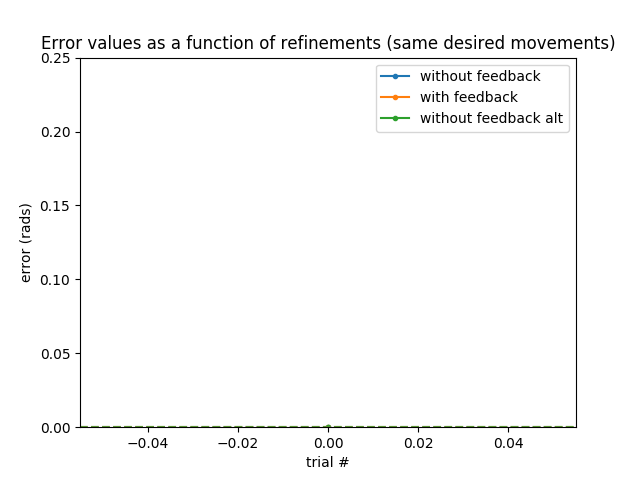 Error values as a function of refinements (same desired movements)
0.25
without feedback
with feedback
without feedback alt
0.20
0.15
error (rads)
0.10
0.05
0.00
−0.04 −0.02 0.00 0.02 0.04
trial #